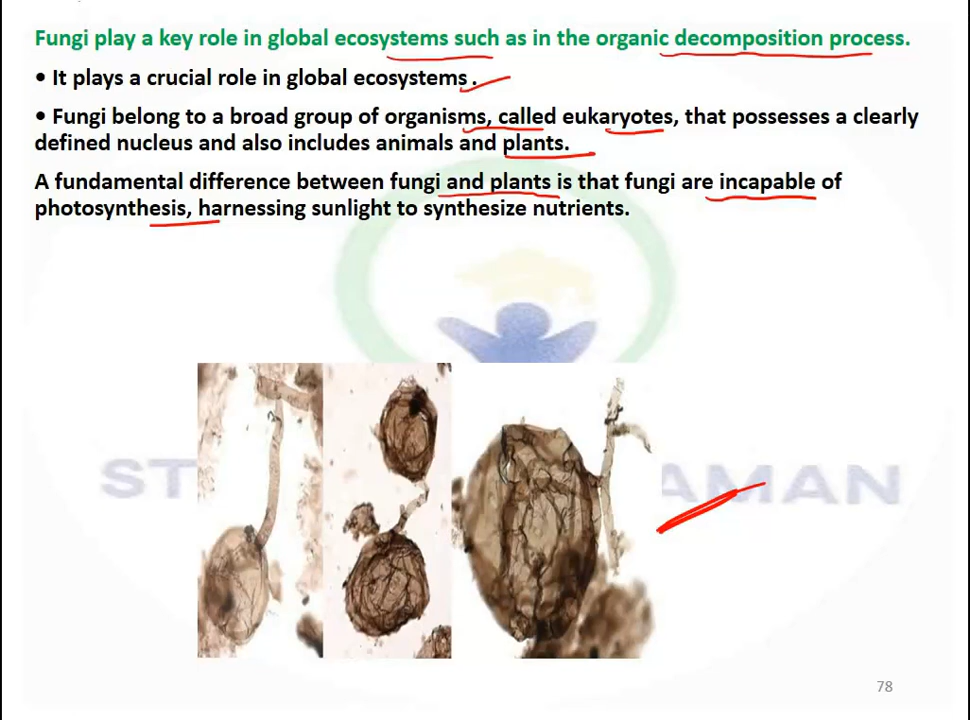 Fungi play a key role in global ecosystems such as in the organic decomposition process.
• It plays a crucial role in global ecosystems.
• Fungi belong to a broad group of organisms, called eukaryotes, that possesses a clearly
defined nucleus and also includes animals and plants.
A fundamental difference between fungi and plants is that fungi are incapable of
photosynthesis, harnessing sunlight to synthesize nutrients.
78